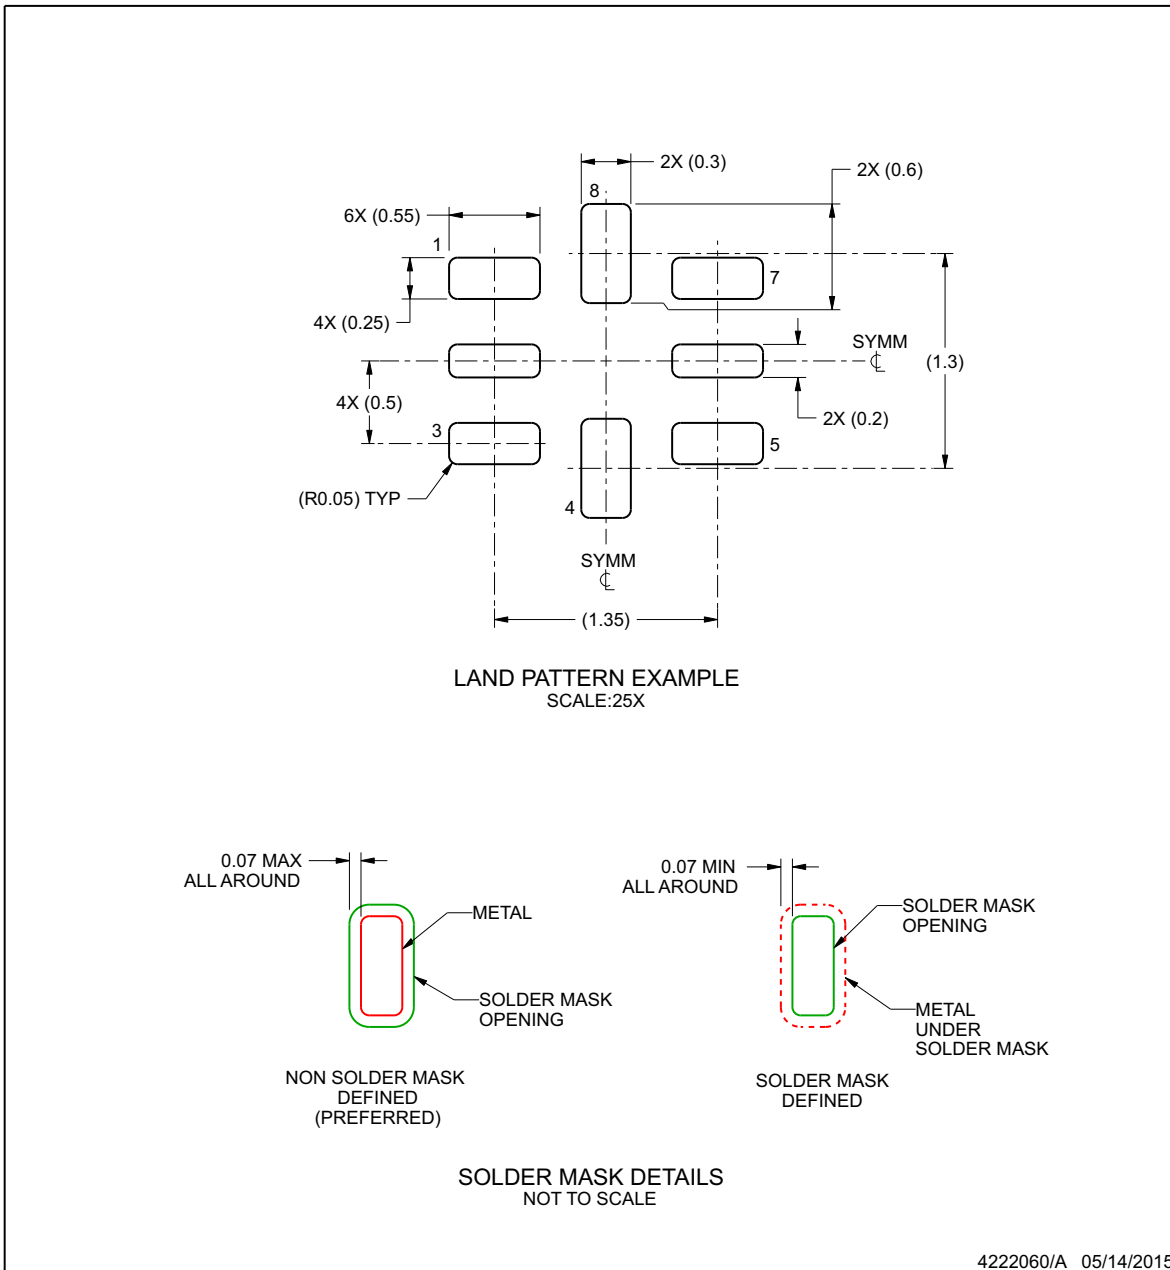 2X (0.3)
2X (0.6)
8
6X (0.55)
1
7
4X (0.25)
SYMM
℄
(1.3)
4X (0.5)
2X (0.2)
3
5
(R0.05) TYP
4
SYMM
℄
(1.35)
LAND PATTERN EXAMPLE
SCALE:25X
0.07 MAX
ALL AROUND
METAL
SOLDER MASK
OPENING
NON SOLDER MASK
DEFINED
(PREFERRED)
0.07 MIN
ALL AROUND
SOLDER MASK
OPENING
METAL
UNDER
SOLDER MASK
SOLDER MASK
DEFINED
SOLDER MASK DETAILS
NOT TO SCALE
4222060/A 05/14/2015